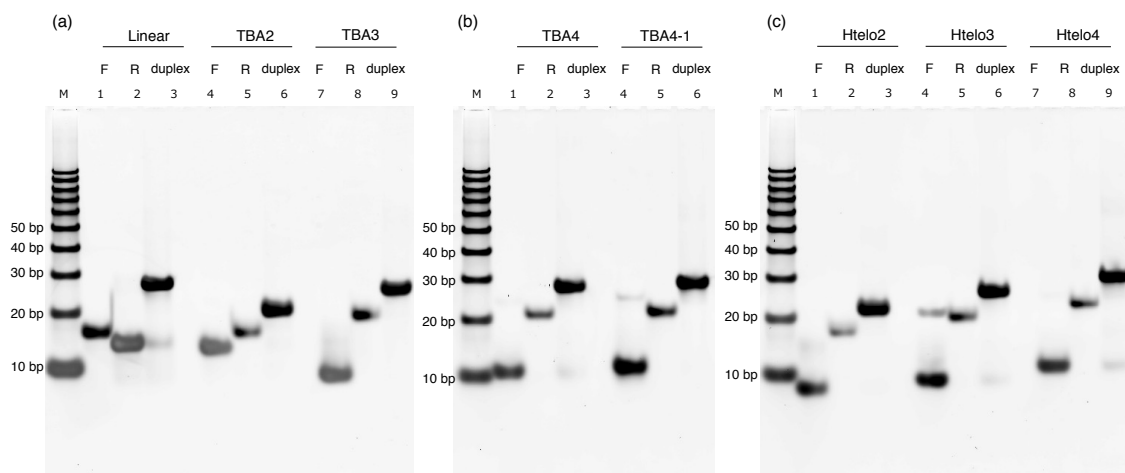 (a)
Linear TBA2 TBA3
F R duplex F R duplex F R duplex
M 1 2 3 4 5 6 7 8 9
50 bp
40 bp
30 bp
20 bp
10 bp
(b)
TBA4 TBA4-1
F R duplex F R duplex
M 1 2 3 4 5 6
50 bp
40 bp
30 bp
20 bp
10 bp
(c)
Htelo2 Htelo3 Htelo4
F R duplex F R duplex F R duplex
M 1 2 3 4 5 6 7 8 9
50 bp
40 bp
30 bp
20 bp
10 bp